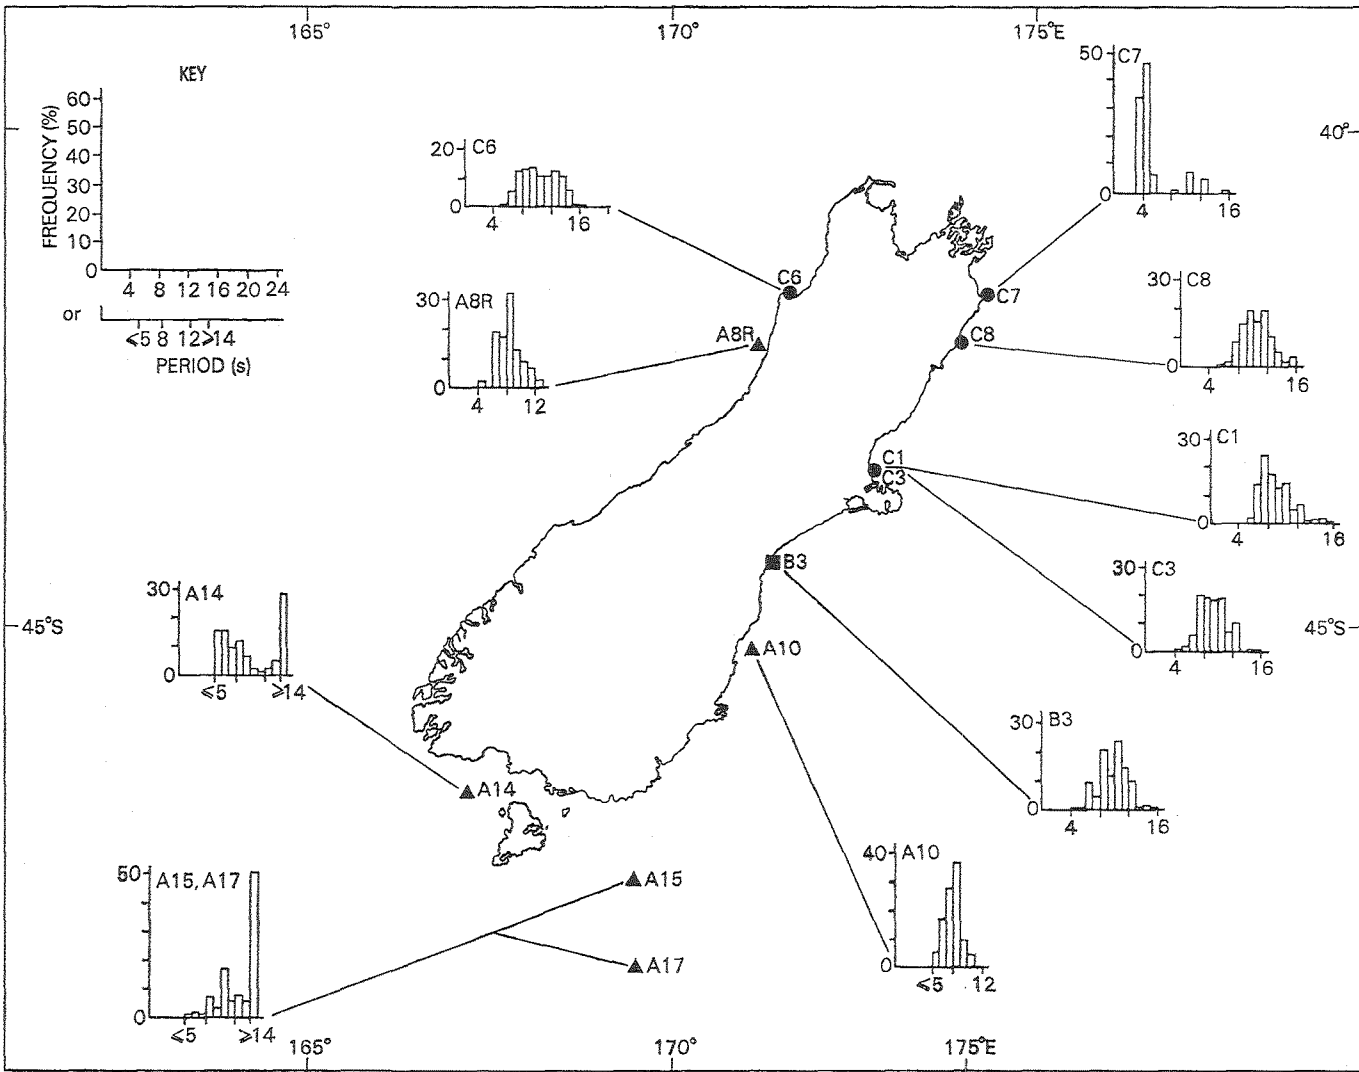 165° 170° 175°E
KEY
FREQUENCY (%)
60
50
40
30
20
10
0
4 8 12 16 20 24
or
⩽5 8 12 ⩾14
PERIOD (s)
20 C6
0
4 16
50 C7
0
4 16
40°
30 A8R
0
4 12
C6
A8R
C7
C8
30 C8
0
4 16
C1
C3
30 C1
0
4 16
B3
30 C3
0
4 16
30 A14
0
⩽5 ⩾14
45°S
45°S
A10
A14
30 B3
0
4 16
50 A15, A17
0
⩽5 ⩾14
A15
A17
40 A10
0
⩽5 12
165° 170° 175°E